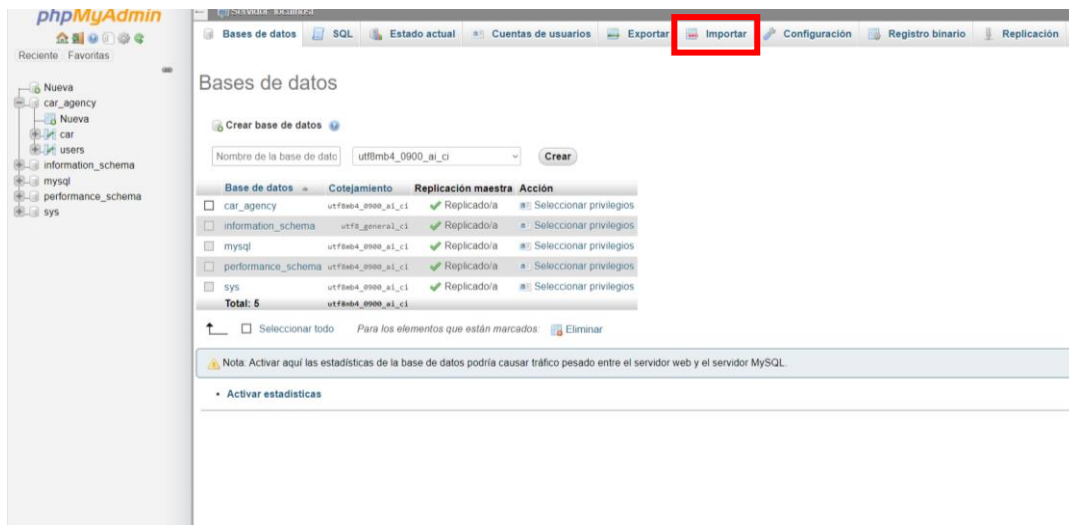 phpMyAdmin
Reciente Favoritas
Nueva
car_agency
Nueva
car
users
information_schema
mysql
performance_schema
sys
Servidor: localhost
Bases de datos SQL Estado actual Cuentas de usuarios Exportar Importar Configuración Registro binario Replicación
Bases de datos
Crear base de datos
Nombre de la base de dato utf8mb4_0900_ai_ci Crear
Base de datos Cotejamiento Replicación maestra Acción
car_agency utf8mb4_0900_ai_ci Replicado/a Seleccionar privilegios
information_schema utf8_general_ci Replicado/a Seleccionar privilegios
mysql utf8mb4_0900_ai_ci Replicado/a Seleccionar privilegios
performance_schema utf8mb4_0900_ai_ci Replicado/a Seleccionar privilegios
sys utf8mb4_0900_ai_ci Replicado/a Seleccionar privilegios
Total: 5 utf8mb4_0900_ai_ci
Seleccionar todo Para los elementos que están marcados: Eliminar
Nota: Activar aquí las estadísticas de la base de datos podría causar tráfico pesado entre el servidor web y el servidor MySQL.
• Activar estadísticas